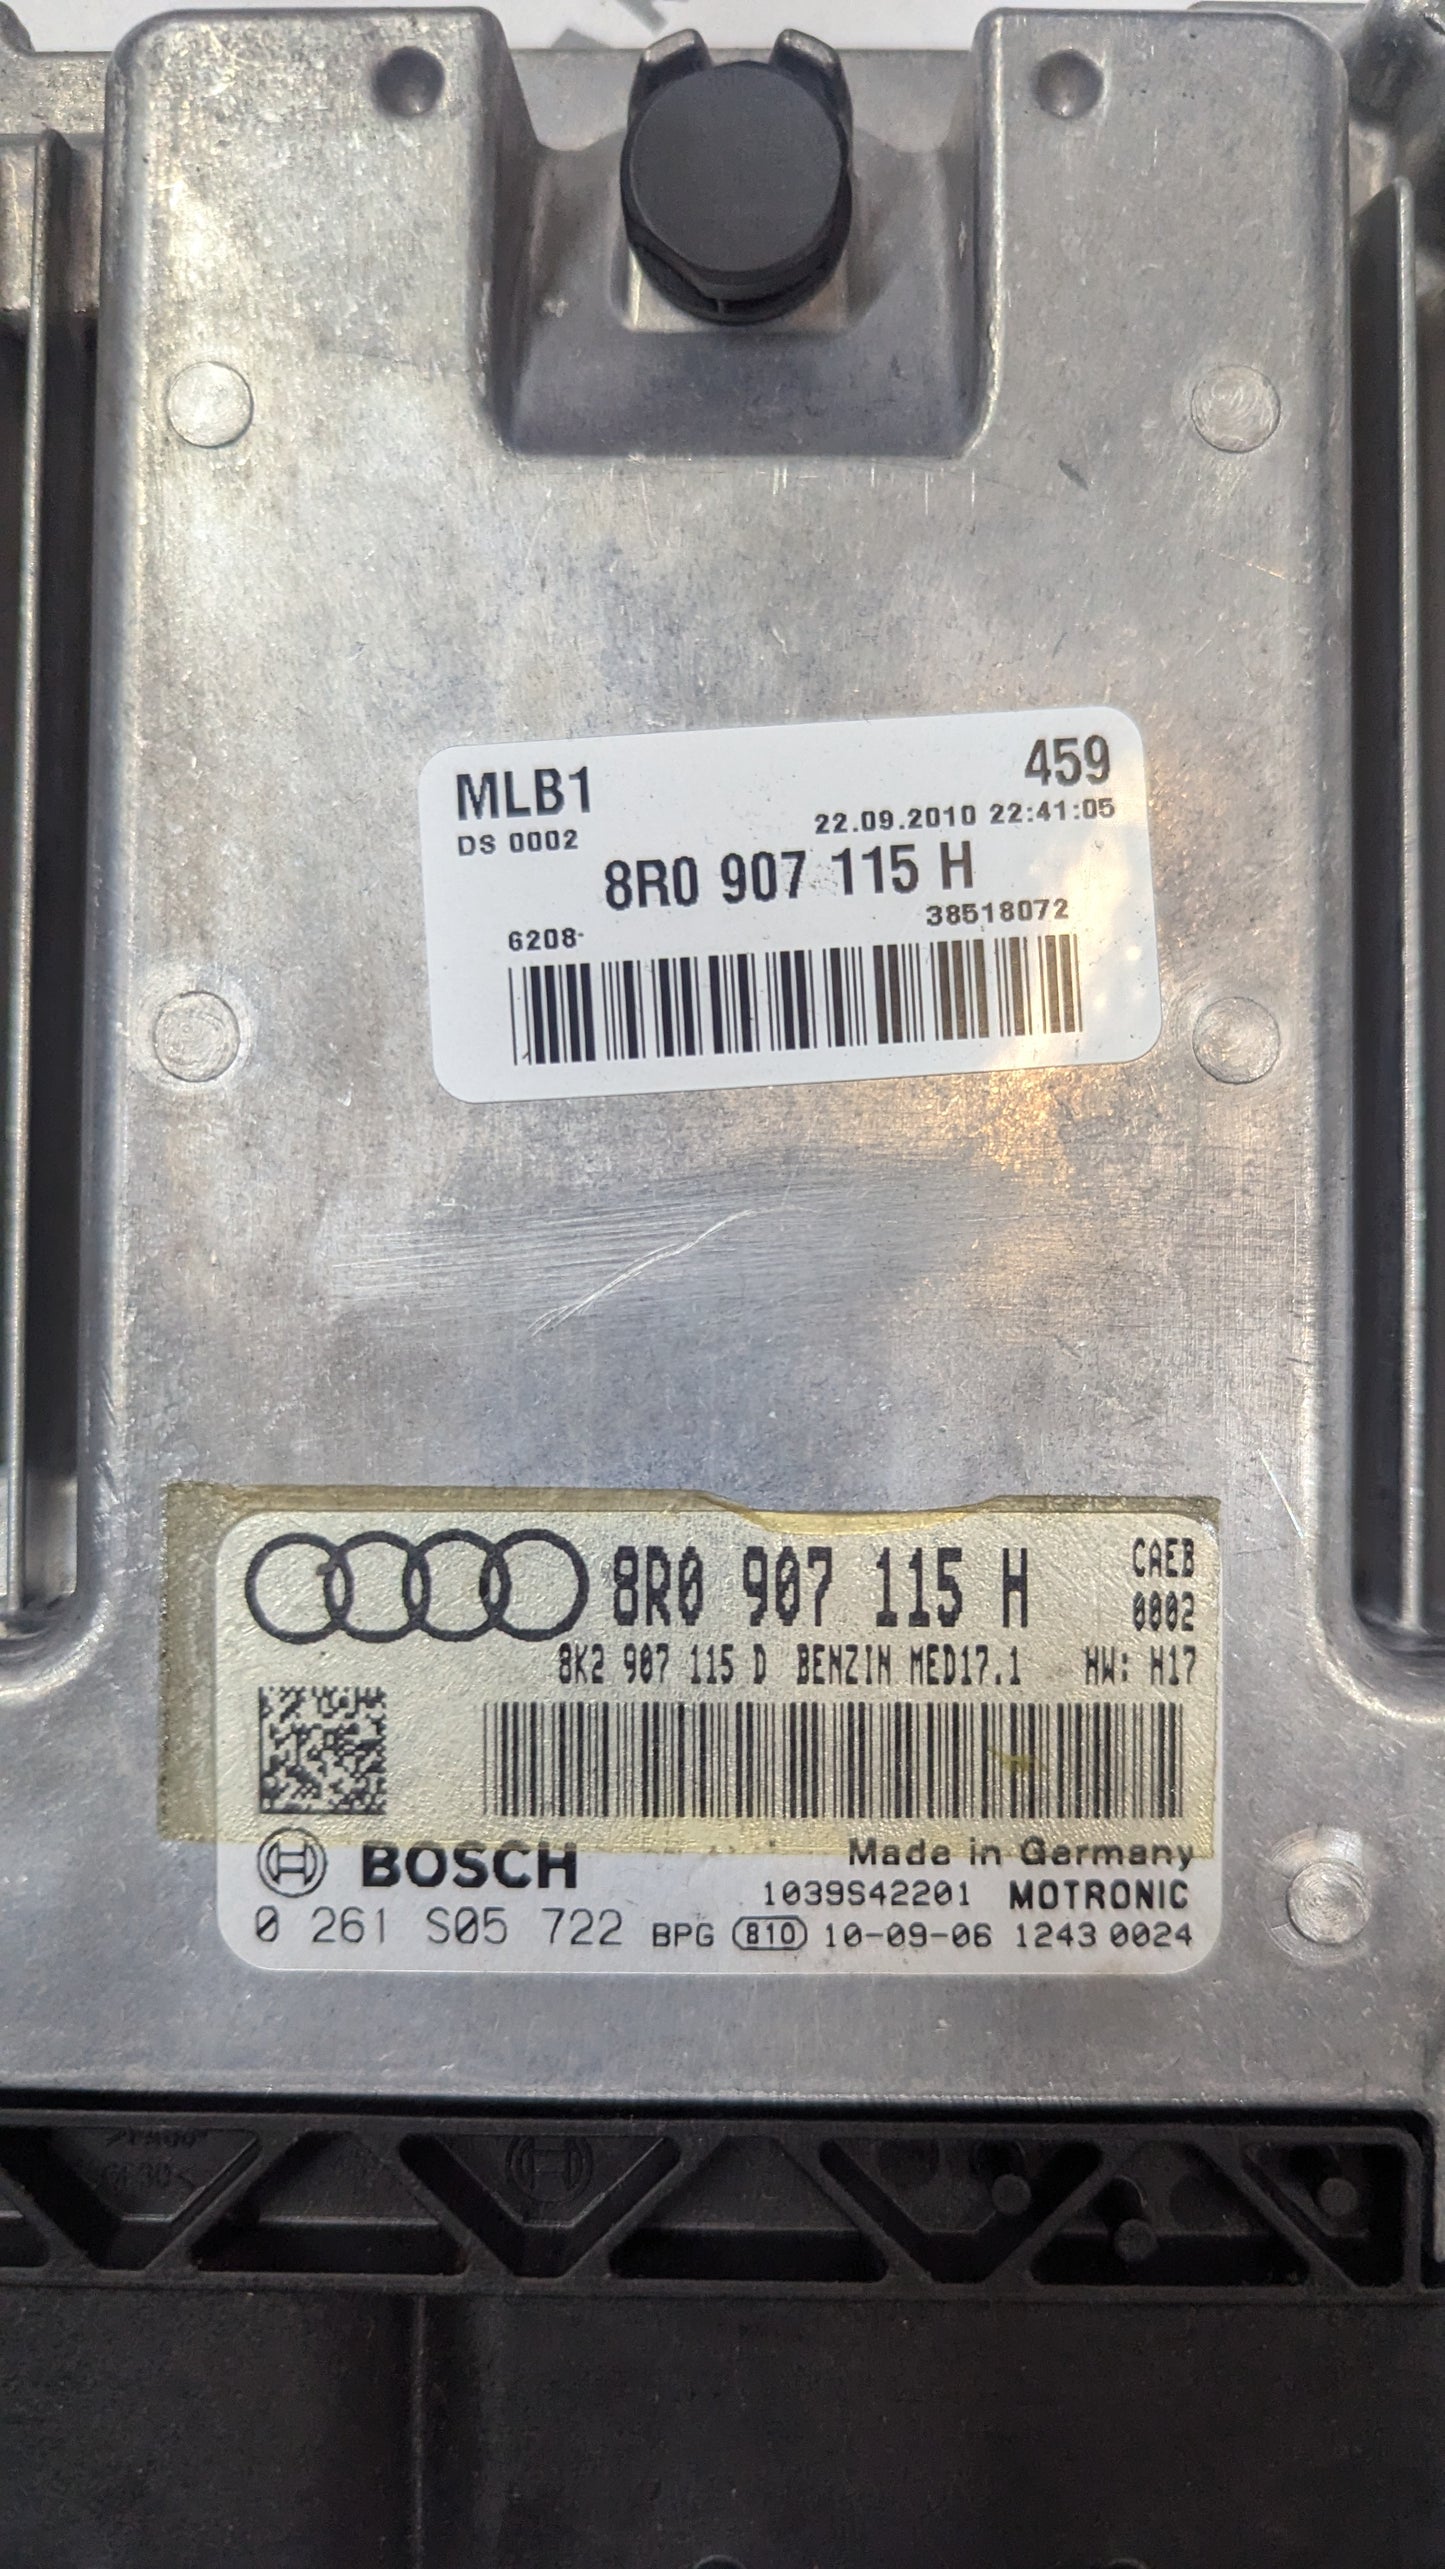 MLB1 459
DS 0002 22.09.2010 22:41:05
8R0 907 115 H
6208- 38518072
8R0 907 115 H CAEB
0002
8K2 907 115 D BENZIN MED17.1 HW: H17
BOSCH Made in Germany
1039S42201 MOTRONIC
0 261 S05 722 BPG 810 10-09-06 1243 0024